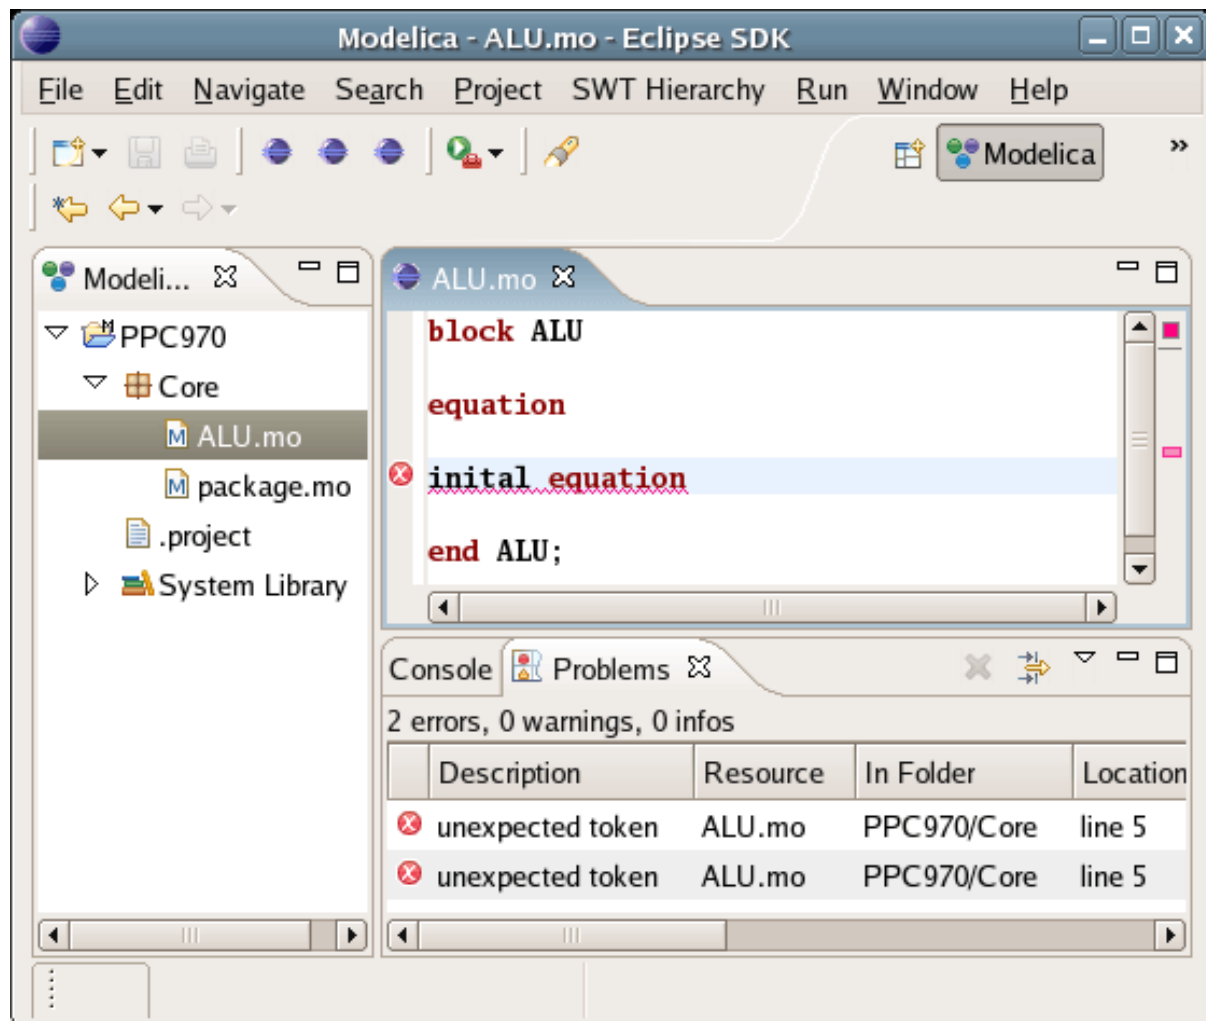 Modelica - ALU.mo - Eclipse SDK
File Edit Navigate Search Project SWT Hierarchy Run Window Help
Modelica »
Modeli...
PPC970
Core
M ALU.mo
M package.mo
.project
System Library
ALU.mo
block ALU
equation
inital equation
end ALU;
Console Problems
2 errors, 0 warnings, 0 infos
Description Resource In Folder Location
unexpected token ALU.mo PPC970/Core line 5
unexpected token ALU.mo PPC970/Core line 5